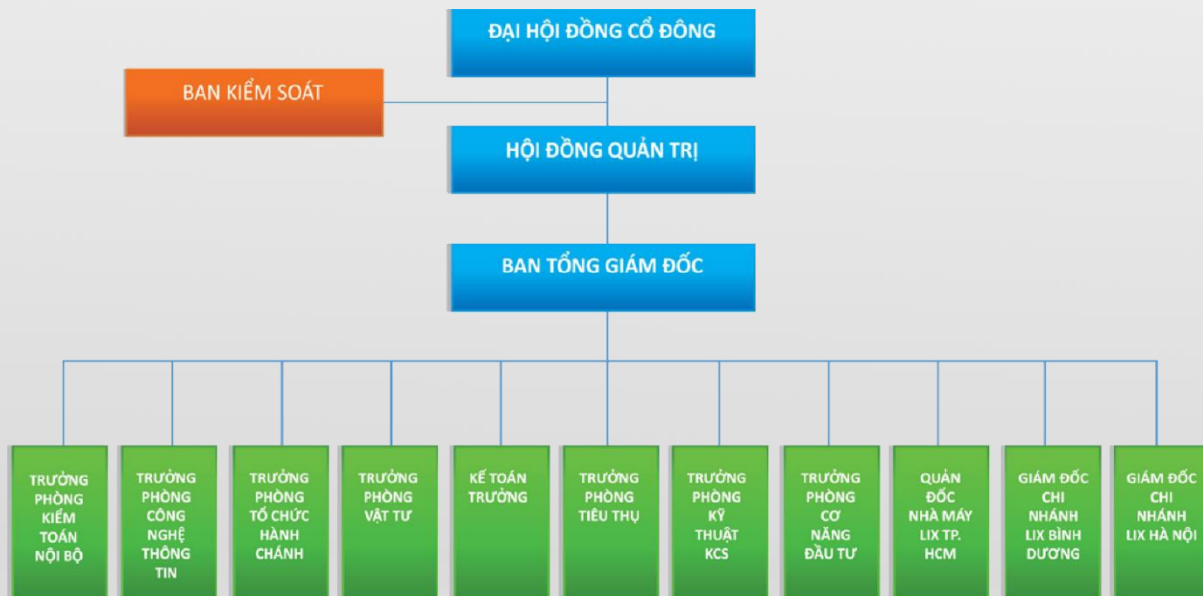 ĐẠI HỘI ĐỒNG CỔ ĐÔNG
BAN KIỂM SOÁT
HỘI ĐỒNG QUẢN TRỊ
BAN TỔNG GIÁM ĐỐC
TRƯỞNG
PHÒNG
KIỂM
TOÁN
NỘI BỘ
TRƯỞNG
PHÒNG
CÔNG
NGHỆ
THÔNG
TIN
TRƯỞNG
PHÒNG
TỔ CHỨC
HÀNH
CHÁNH
TRƯỞNG
PHÒNG
VẬT TƯ
KẾ TOÁN
TRƯỞNG
TRƯỞNG
PHÒNG
TIÊU THỤ
TRƯỞNG
PHÒNG
KỸ
THUẬT
KCS
TRƯỞNG
PHÒNG
CƠ
NĂNG
ĐẦU TƯ
QUẢN
ĐỐC
NHÀ MÁY
LIX TP.
HCM
GIÁM ĐỐC
CHI
NHÁNH
LIX BÌNH
DƯƠNG
GIÁM ĐỐC
CHI
NHÁNH
LIX HÀ NỘI